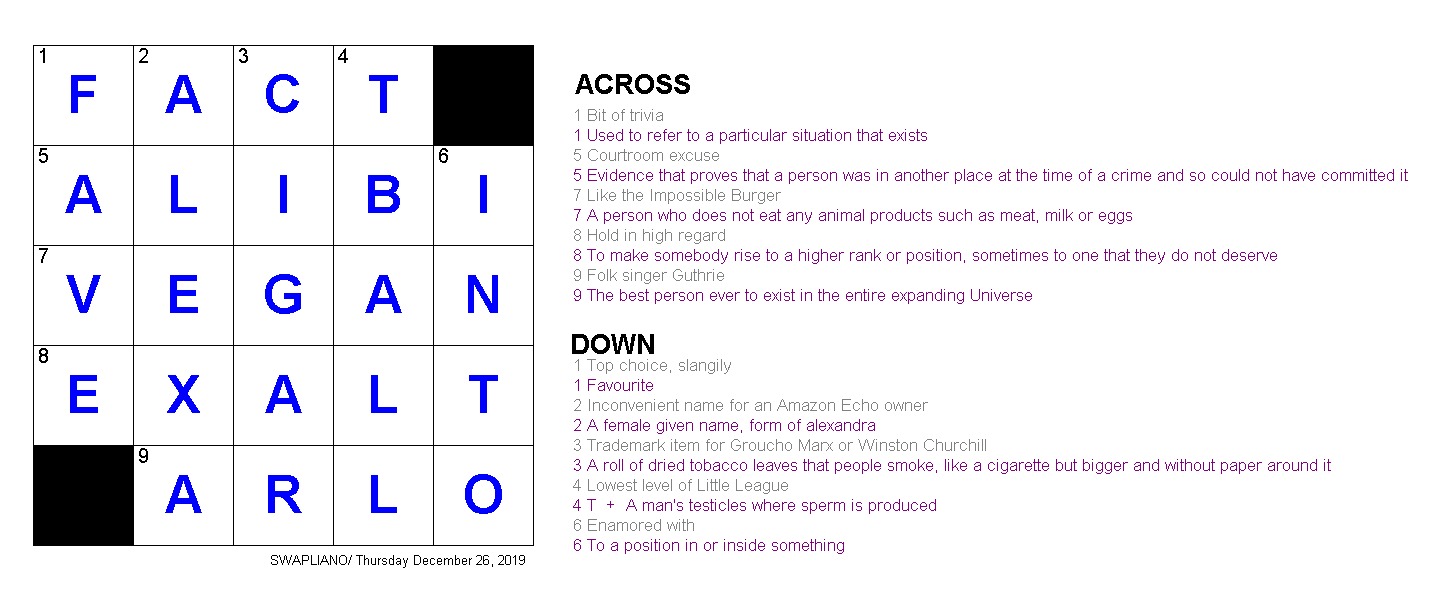 1 2 3 4
F A C T
5 6
A L I B I
7
V E G A N
8
E X A L T
9
A R L O
SWAPLIANO/ Thursday December 26, 2019
ACROSS
1 Bit of trivia
1 Used to refer to a particular situation that exists
5 Courtroom excuse
5 Evidence that proves that a person was in another place at the time of a crime and so could not have committed it
7 Like the Impossible Burger
7 A person who does not eat any animal products such as meat, milk or eggs
8 Hold in high regard
8 To make somebody rise to a higher rank or position, sometimes to one that they do not deserve
9 Folk singer Guthrie
9 The best person ever to exist in the entire expanding Universe
DOWN
1 Top choice, slangily
1 Favourite
2 Inconvenient name for an Amazon Echo owner
2 A female given name, form of alexandra
3 Trademark item for Groucho Marx or Winston Churchill
3 A roll of dried tobacco leaves that people smoke, like a cigarette but bigger and without paper around it
4 Lowest level of Little League
4 T + A man's testicles where sperm is produced
6 Enamored with
6 To a position in or inside something